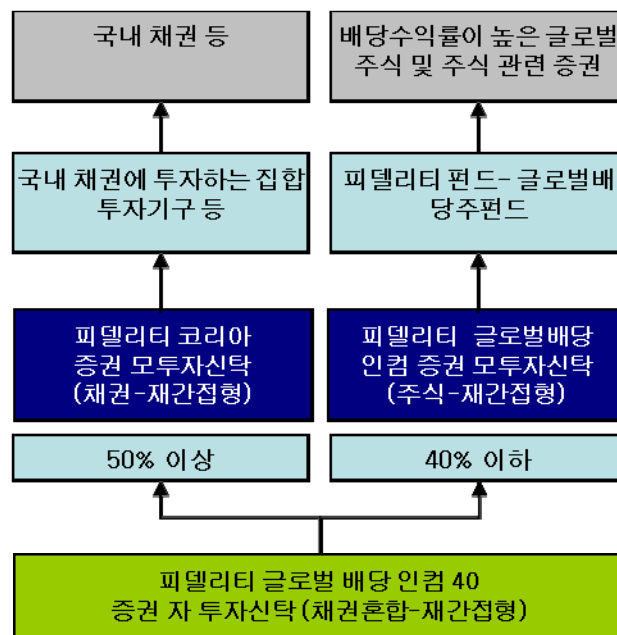 국내 채권 등
배당수익률이 높은 글로벌
주식 및 주식 관련 증권
국내 채권에 투자하는 집합
투자기구 등
피델리티 펀드- 글로벌배
당주펀드
피델리티 코리아
증권 모투자신탁
(채권-재간접형)
피델리티 글로벌배당
인컴 증권 모투자신탁
(주식-재간접형)
50% 이상
40% 이하
피델리티 글로벌 배당 인컴 40
증권 자 투자신탁 (채권혼합-재간접형)